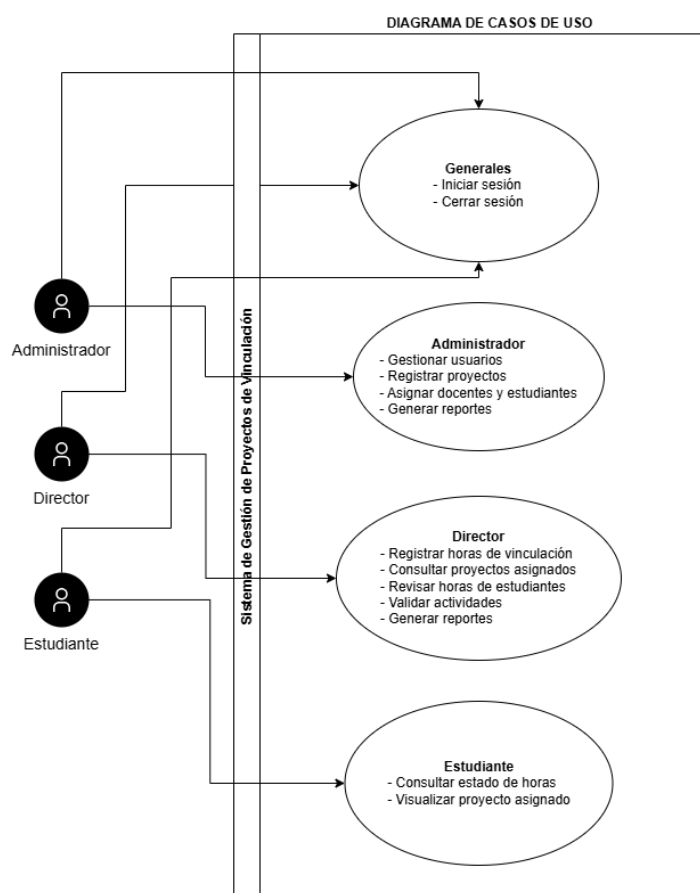 DIAGRAMA DE CASOS DE USO
Generales
- Iniciar sesión
- Cerrar sesión
Administrador
Administrador
- Gestionar usuarios
- Registrar proyectos
- Asignar docentes y estudiantes
- Generar reportes
Sistema de Gestión de Proyectos de Vinculación
Director
Director
- Registrar horas de vinculación
- Consultar proyectos asignados
- Revisar horas de estudiantes
- Validar actividades
- Generar reportes
Estudiante
Estudiante
- Consultar estado de horas
- Visualizar proyecto asignado